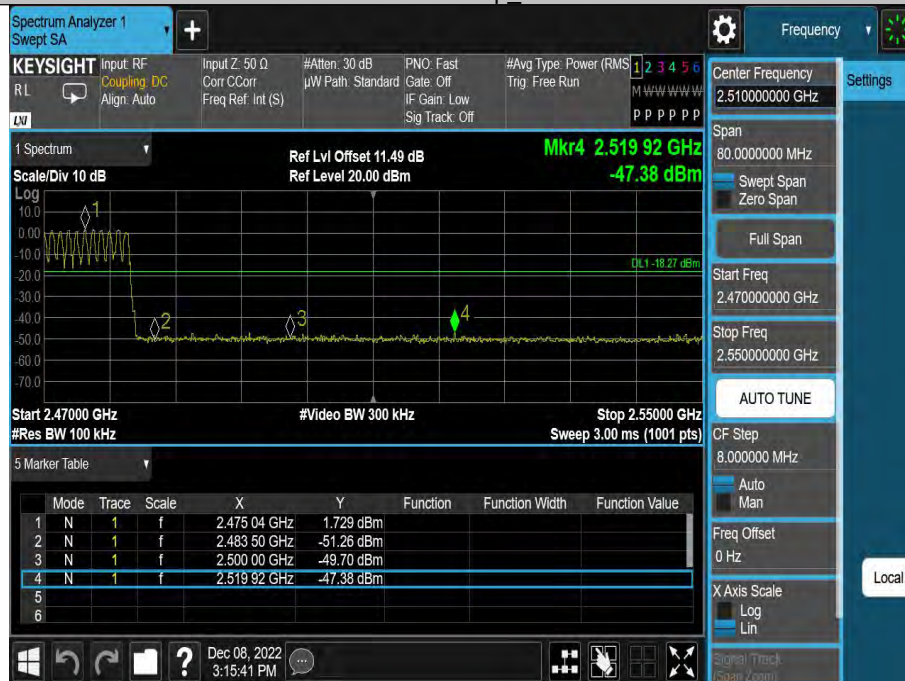 Spectrum Analyzer 1
Swept SA
+
Frequency
KEYSIGHT
RL
LXI
Input: RF
Coupling: DC
Align: Auto
Input Z: 50 Ω
Corr CCorr
Freq Ref: Int (S)
#Atten: 30 dB
µW Path: Standard
PNO: Fast
Gate: Off
IF Gain: Low
Sig Track: Off
#Avg Type: Power (RMS
Trig: Free Run
1 2 3 4 5 6
M W W W W W
P P P P P P
1 Spectrum
Scale/Div 10 dB
Ref Lvl Offset 11.49 dB
Ref Level 20.00 dBm
Mkr4 2.519 92 GHz
-47.38 dBm
Log
10.0
0.00
-10.0
-20.0
-30.0
-40.0
-50.0
-60.0
-70.0
1
2
3
4
DL1 -18.27 dBm
Start 2.47000 GHz
#Res BW 100 kHz
#Video BW 300 kHz
Stop 2.55000 GHz
Sweep 3.00 ms (1001 pts)
5 Marker Table
Mode Trace Scale X Y Function Function Width Function Value
1 N 1 f 2.475 04 GHz 1.729 dBm
2 N 1 f 2.483 50 GHz -51.26 dBm
3 N 1 f 2.500 00 GHz -49.70 dBm
4 N 1 f 2.519 92 GHz -47.38 dBm
5
6
?
Dec 08, 2022
3:15:41 PM
Center Frequency
2.510000000 GHz
Settings
Span
80.0000000 MHz
Swept Span
Zero Span
Full Span
Start Freq
2.470000000 GHz
Stop Freq
2.550000000 GHz
AUTO TUNE
CF Step
8.000000 MHz
Auto
Man
Freq Offset
0 Hz
Local
X Axis Scale
Log
Lin
Signal Track
(Span Zoom)